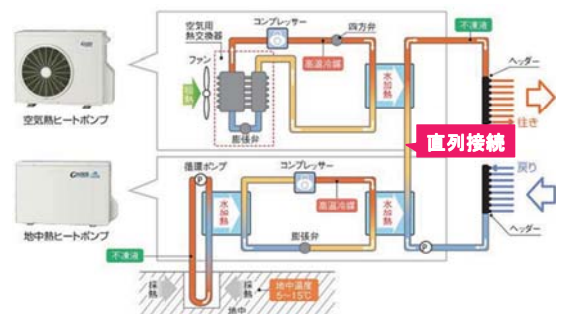 空気用
熱交換器
コンプレッサー
四方弁
不凍液
ファン
高温冷媒
水加熱
ヘッダー
採熱
膨張弁
往き
空気熱ヒートポンプ
直列接続
循環ポンプ
コンプレッサー
戻り
P
水加熱
高温冷媒
水加熱
膨張弁
P
ヘッダー
地中熱ヒートポンプ
不凍液
採熱
採熱
地中温度
5~15℃
地中